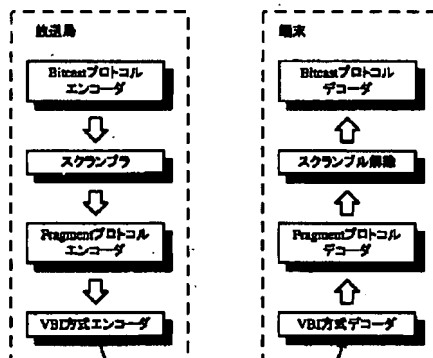 放送局
Bitcastプロトコル
エンコーダ
スクランブラ
Fragmentプロトコル
エンコーダ
VBI方式エンコーダ
端末
Bitcastプロトコル
デコーダ
スクランブル解除
Fragmentプロトコル
デコーダ
VBI方式デコーダ